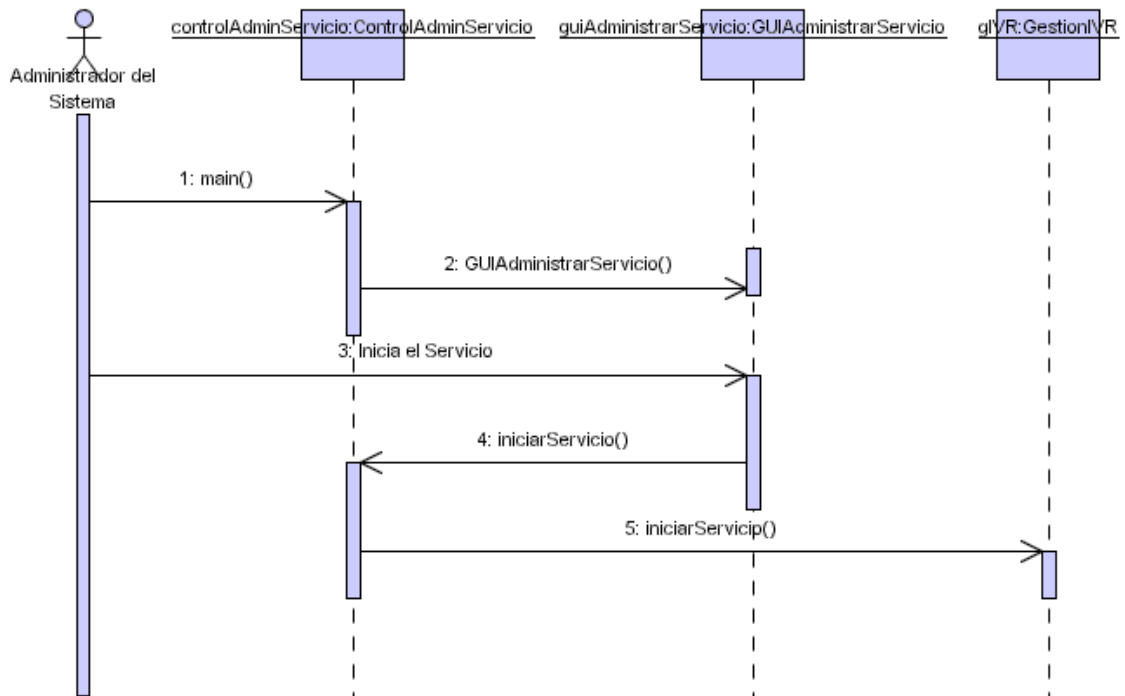 controlAdminServicio:ControlAdminServicio
guiAdministrarServicio:GUIAdministrarServicio
gIVR:GestionIVR
Administrador del
Sistema
1: main()
2: GUIAdministrarServicio()
3: Inicia el Servicio
4: iniciarServicio()
5: iniciarServicip()